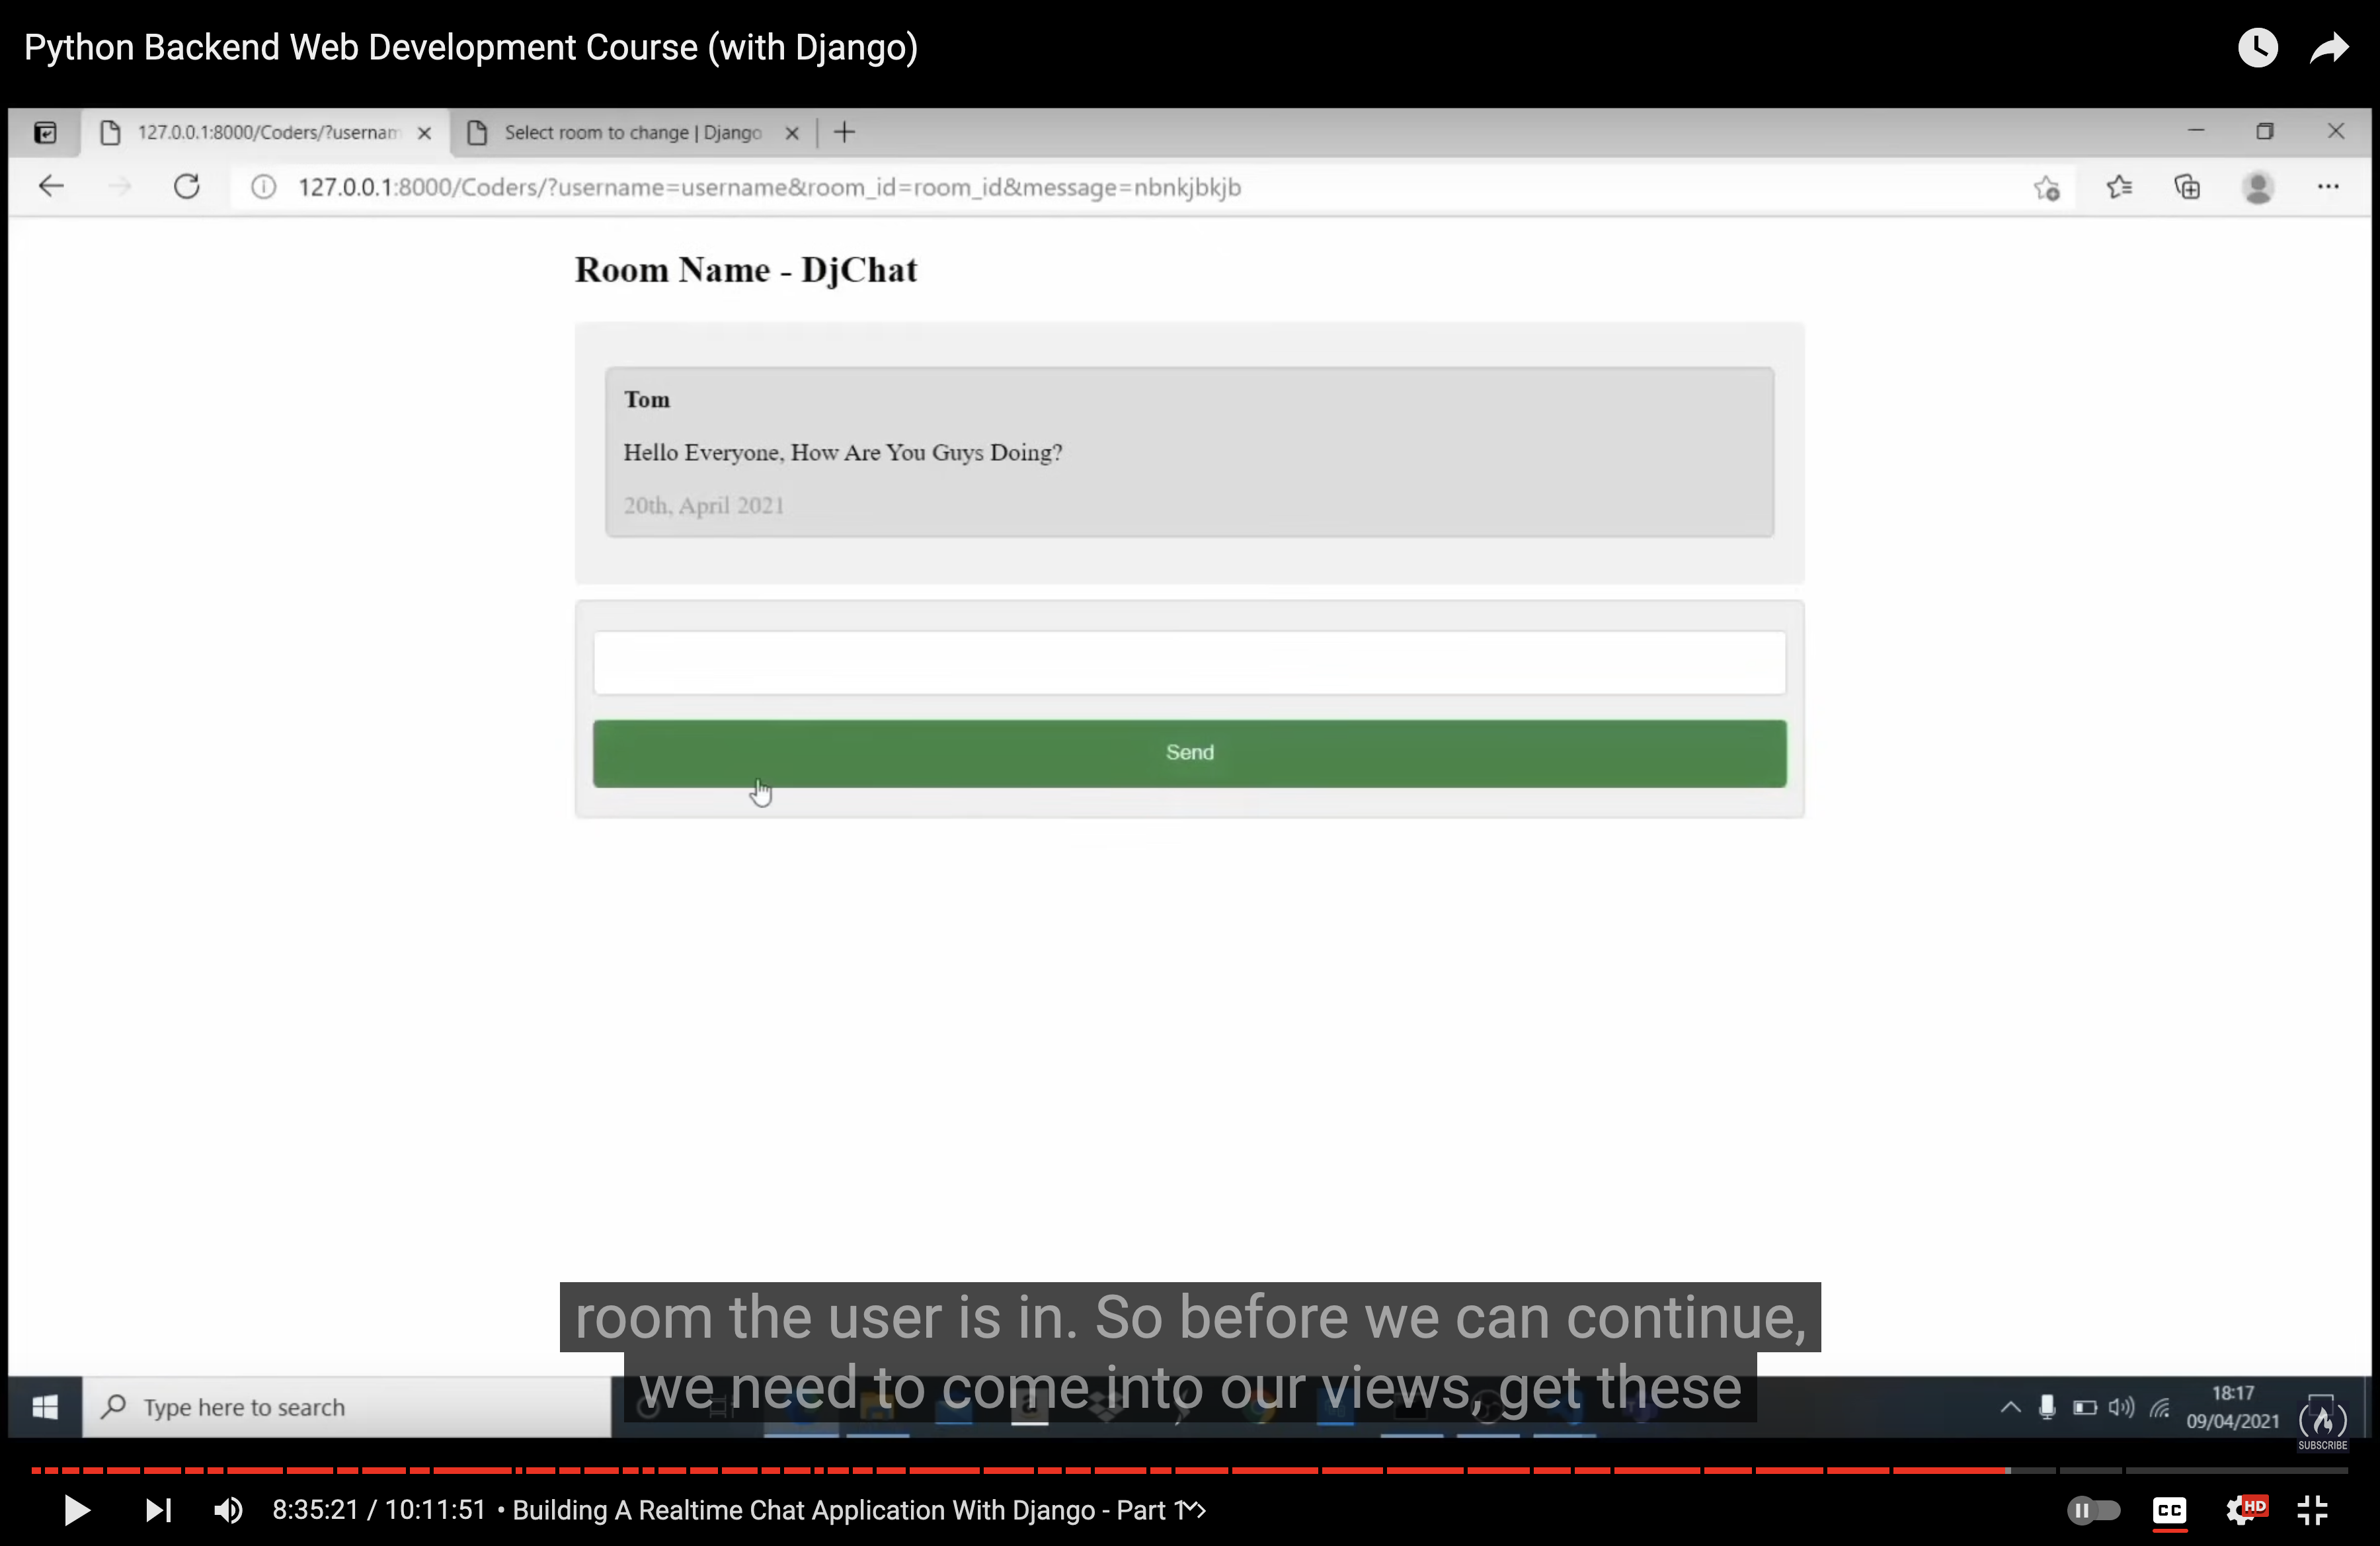 Python Backend Web Development Course (with Django)
127.0.0.1:8000/Coders/?usernam
Select room to change | Django
127.0.0.1:8000/Coders/?username=username&room_id=room_id&message=nbnkjbkjb
Room Name - DjChat
Tom
Hello Everyone, How Are You Guys Doing?
20th, April 2021
Send
room the user is in. So before we can continue,
we need to come into our views, get these
Type here to search
18:17
09/04/2021
SUBSCRIBE
8:35:21 / 10:11:51 • Building A Realtime Chat Application With Django - Part 1
CC
HD